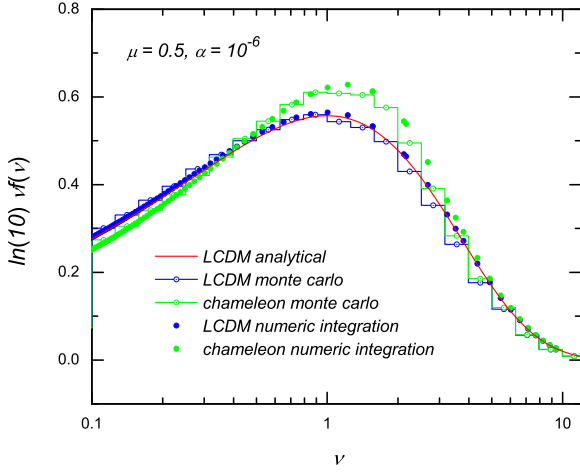 0.8
μ = 0.5, α = 10⁻⁶
0.6
0.4
0.2
0.0
ln(10) νf(ν)
LCDM analytical
LCDM monte carlo
chameleon monte carlo
LCDM numeric integration
chameleon numeric integration
0.1 1 10
ν